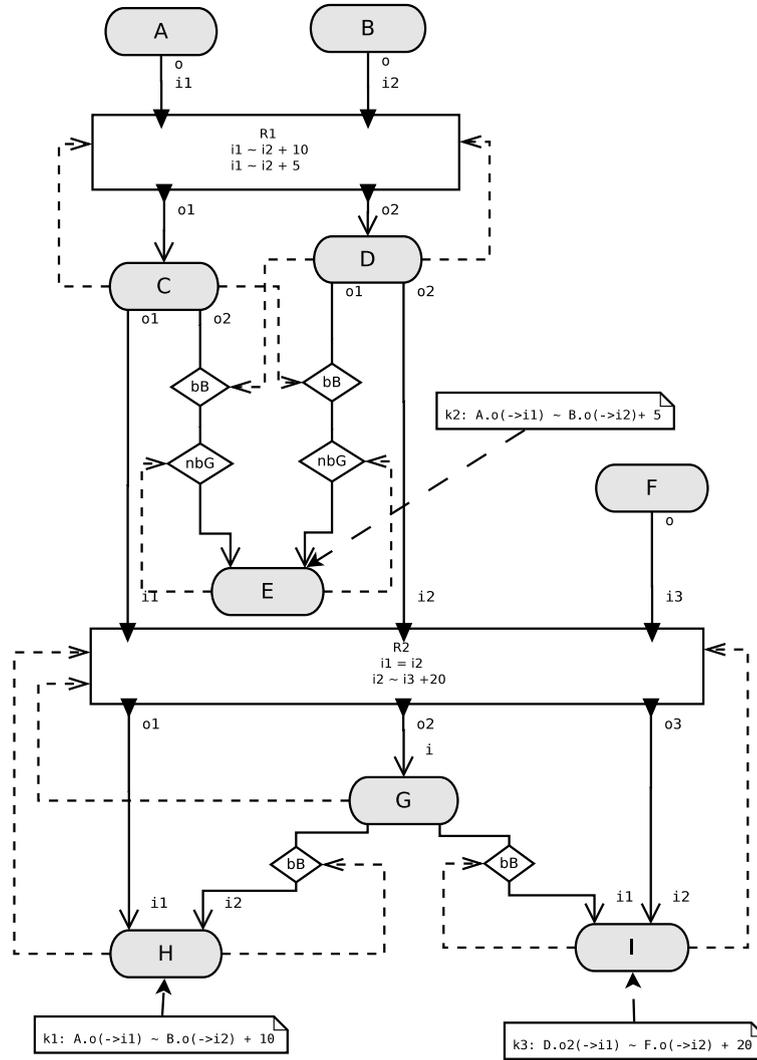 A
B
o
o
i1
i2
R1
i1 ~ i2 + 10
i1 ~ i2 + 5
o1
o2
D
C
o1
o2
o1
o2
bB
bB
k2: A.o(->i1) ~ B.o(->i2)+ 5
nbG
nbG
F
o
E
i1
i2
i3
R2
i1 = i2
i2 ~ i3 +20
o1
o2
o3
i
G
bB
bB
i1
i2
i1
i2
H
I
k1: A.o(->i1) ~ B.o(->i2) + 10
k3: D.o2(->i1) ~ F.o(->i2) + 20